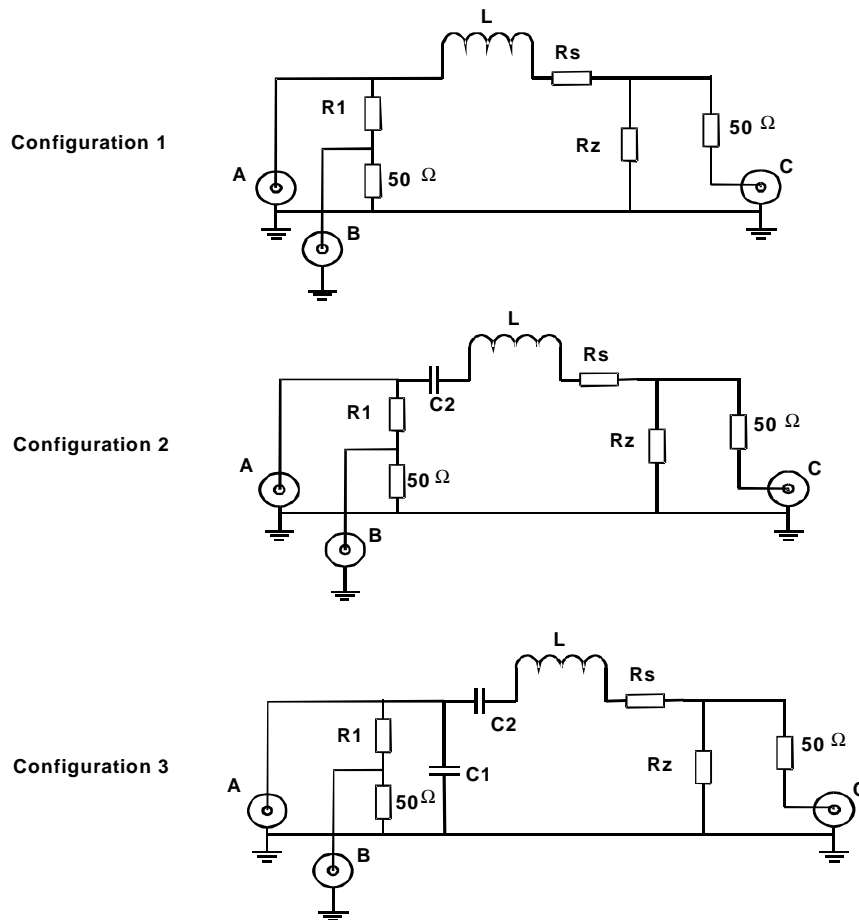 L
Rs
R1
50 Ω
Configuration 1
Rz
C
A
50 Ω
B
L
Rs
C2
R1
50 Ω
Configuration 2
Rz
A
C
50 Ω
B
L
Rs
C2
R1
50 Ω
Configuration 3
Rz
C1
A
50 Ω
C
B